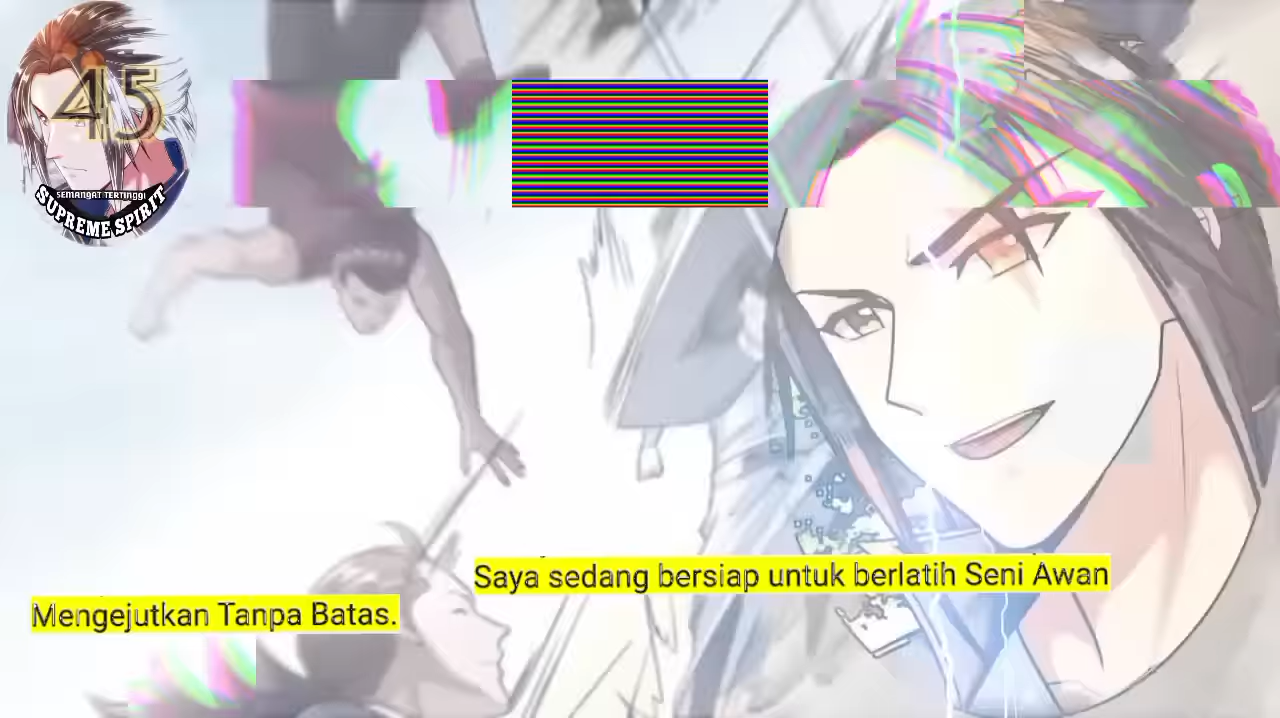 45
SEMANGAT TERTINGGI
SUPREME SPIRIT
Saya sedang bersiap untuk berlatih Seni Awan
Mengejutkan Tanpa Batas.